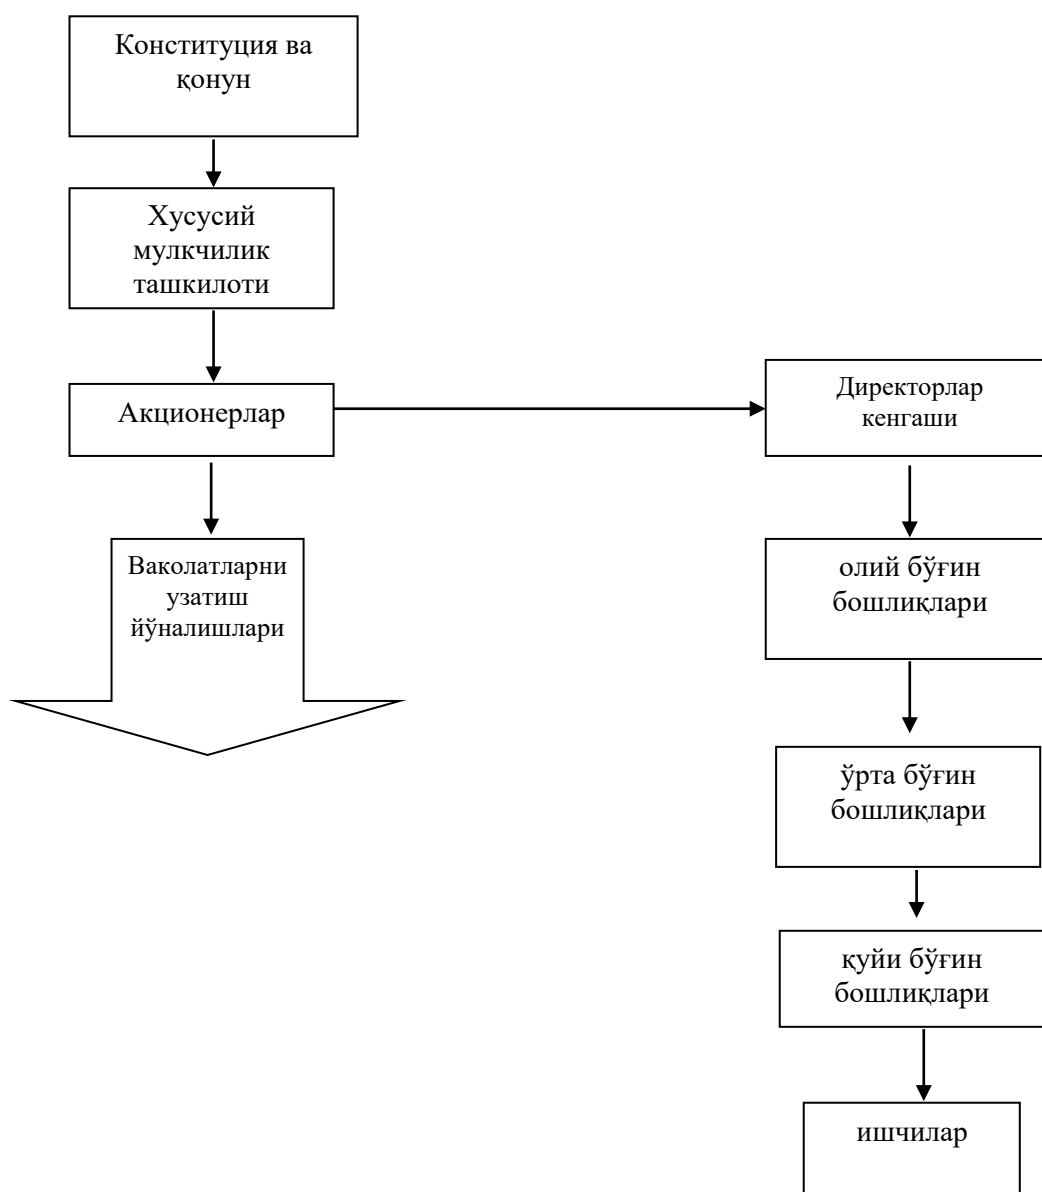 Конституция ва
қонун
Хусусий
мулкчилик
ташкилоти
Акционерлар
Директорлар
кенгаши
Ваколатларни
узатиш
йўналишлари
олий бўғин
бошлиқлари
ўрта бўғин
бошлиқлари
қуйи бўғин
бошлиқлари
ишчилар